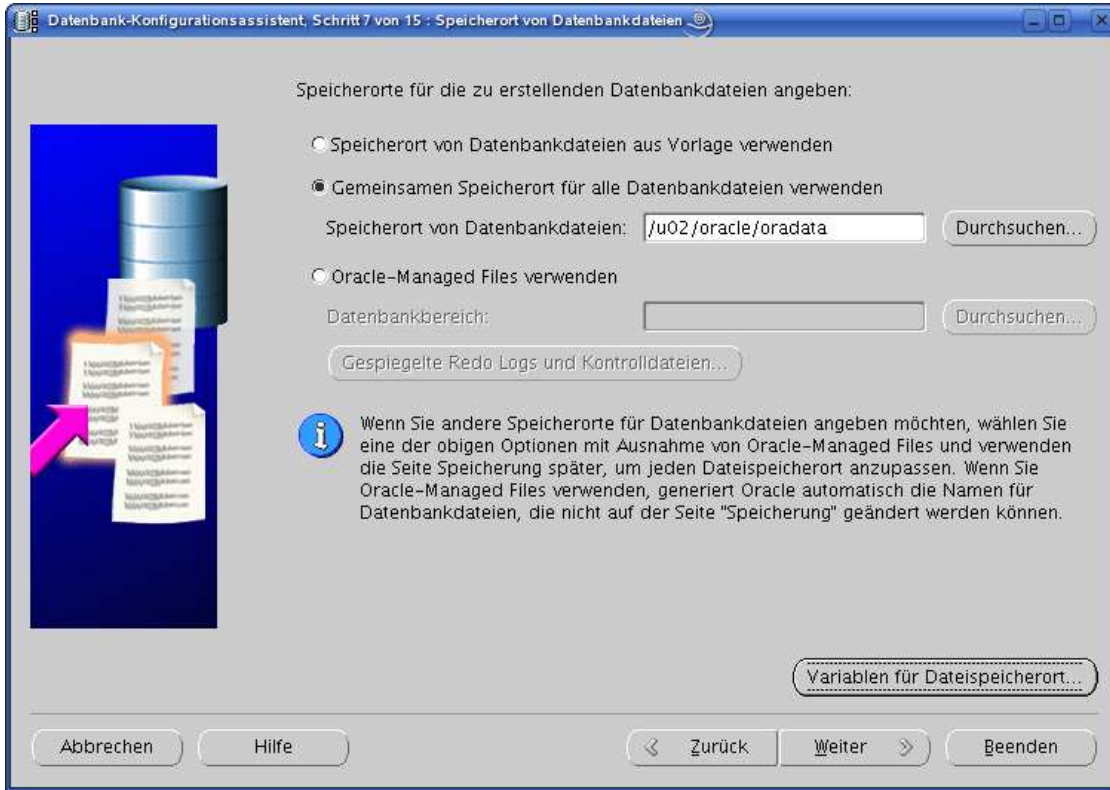 Datenbank-Konfigurationsassistent, Schritt 7 von 15 : Speicherort von Datenbankdateien
Speicherorte für die zu erstellenden Datenbankdateien angeben:
Speicherort von Datenbankdateien aus Vorlage verwenden
Gemeinsamen Speicherort für alle Datenbankdateien verwenden
Speicherort von Datenbankdateien: /u02/oracle/oradata Durchsuchen...
Oracle-Managed Files verwenden
Datenbankbereich: Durchsuchen...
Gespiegelte Redo Logs und Kontrolldateien...
Wenn Sie andere Speicherorte für Datenbankdateien angeben möchten, wählen Sie
eine der obigen Optionen mit Ausnahme von Oracle-Managed Files und verwenden
die Seite Speicherung später, um jeden Dateispeicherort anzupassen. Wenn Sie
Oracle-Managed Files verwenden, generiert Oracle automatisch die Namen für
Datenbankdateien, die nicht auf der Seite "Speicherung" geändert werden können.
Variablen für Dateispeicherort...
Abbrechen Hilfe Zurück Weiter Beenden